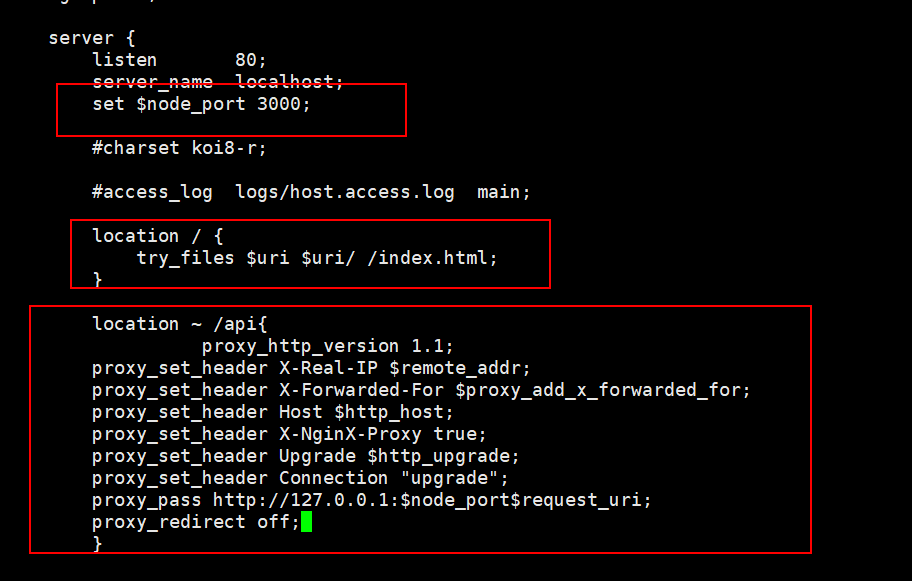 server {
listen 80;
server_name localhost;
set $node_port 3000;
#charset koi8-r;
#access_log logs/host.access.log main;
location / {
try_files $uri $uri/ /index.html;
}
location ~ /api{
proxy_http_version 1.1;
proxy_set_header X-Real-IP $remote_addr;
proxy_set_header X-Forwarded-For $proxy_add_x_forwarded_for;
proxy_set_header Host $http_host;
proxy_set_header X-NginX-Proxy true;
proxy_set_header Upgrade $http_upgrade;
proxy_set_header Connection "upgrade";
proxy_pass http://127.0.0.1:$node_port$request_uri;
proxy_redirect off;
}